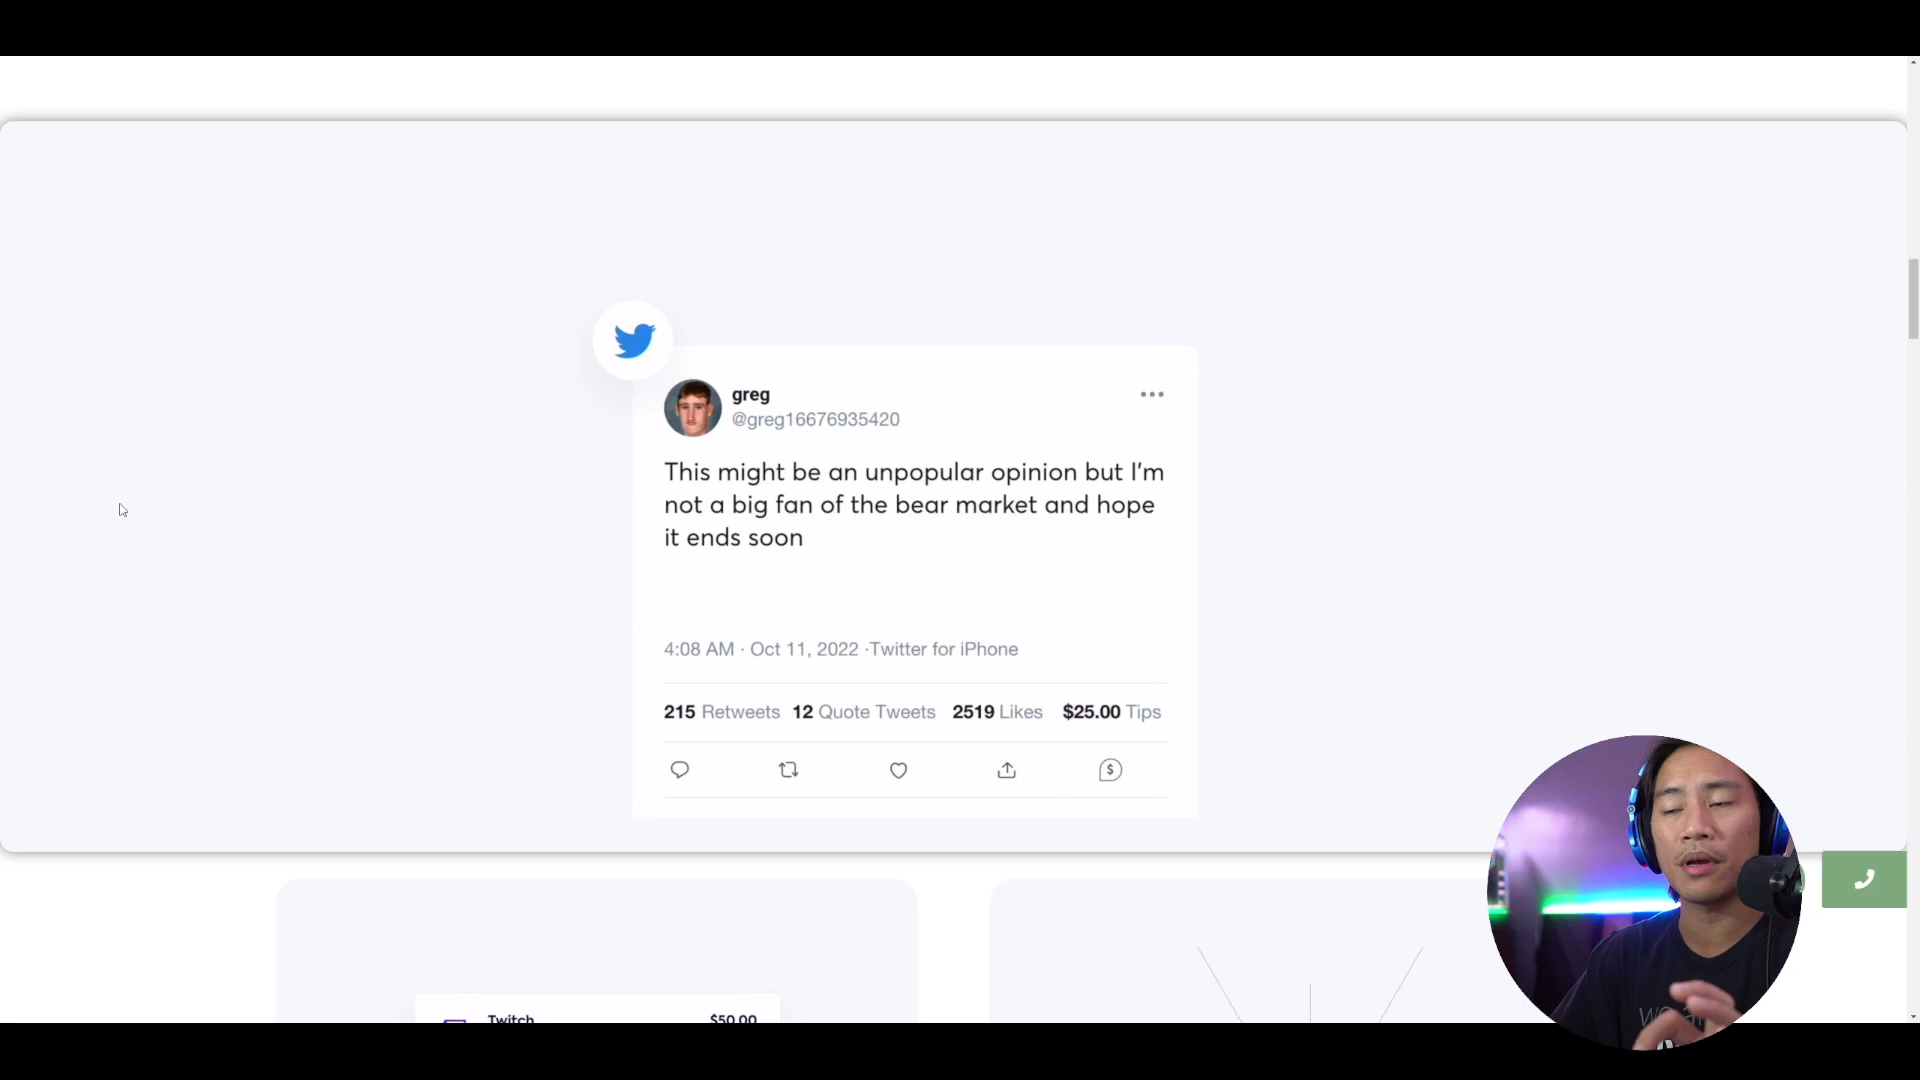 greg
@greg16676935420
This might be an unpopular opinion but I'm
not a big fan of the bear market and hope
it ends soon
4:08 AM · Oct 11, 2022 ·Twitter for iPhone
215 Retweets 12 Quote Tweets 2519 Likes $25.00 Tips
$
Twitch $50.00